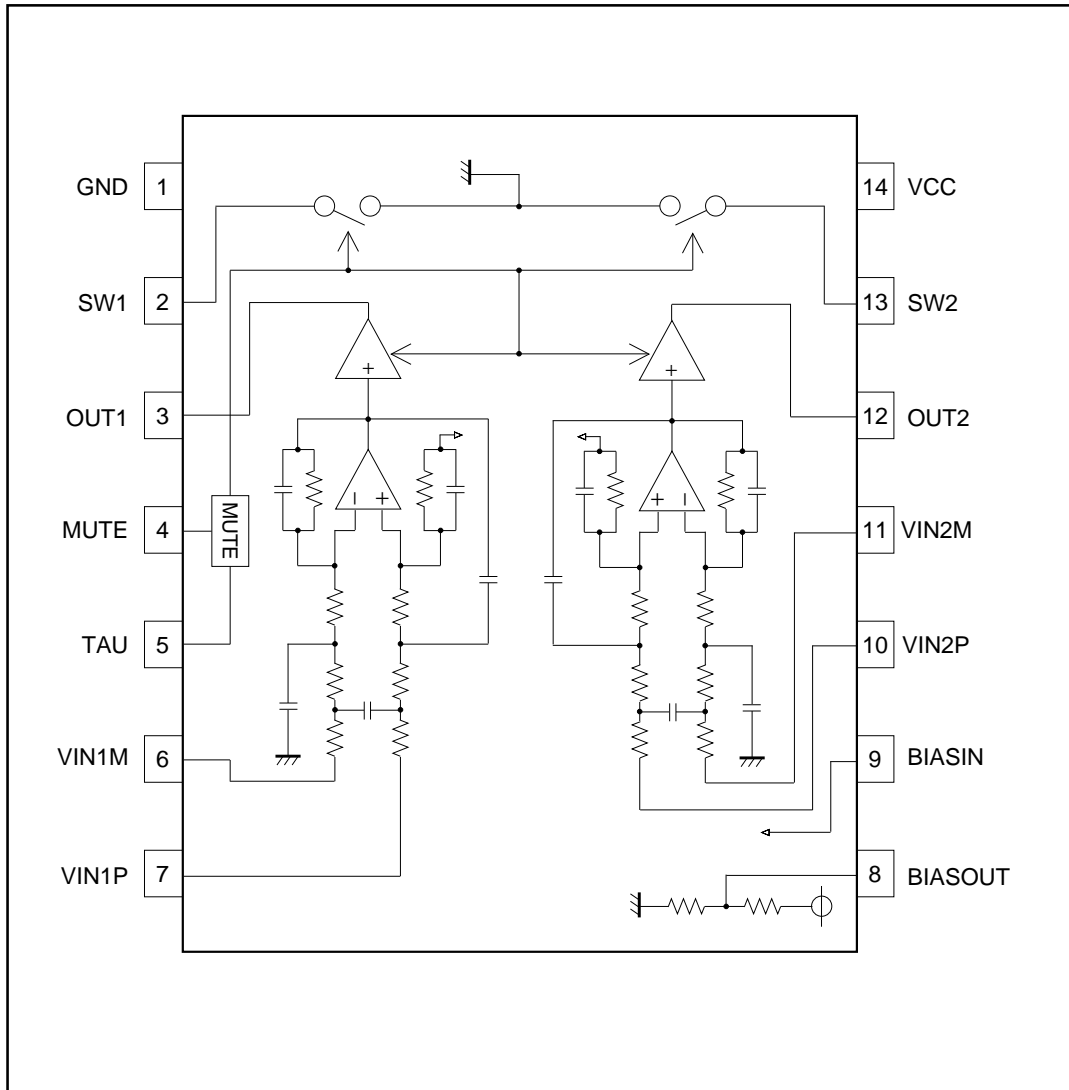 GND 1
14 VCC
SW1 2
13 SW2
OUT1 3
12 OUT2
MUTE 4
MUTE
11 VIN2M
TAU 5
10 VIN2P
VIN1M 6
9 BIASIN
VIN1P 7
8 BIASOUT
+
+
− +
+ −